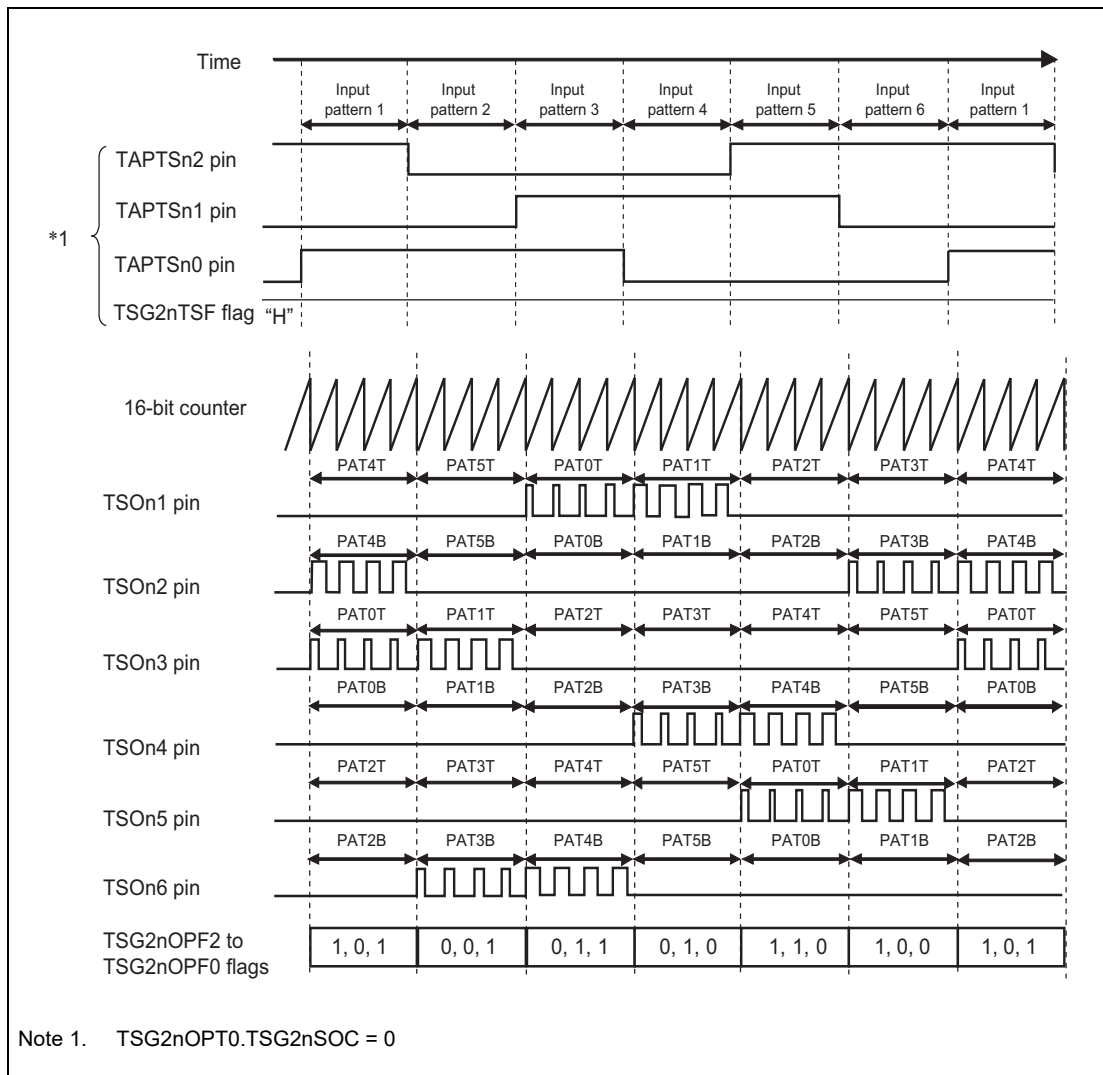 Time
Input pattern 1 Input pattern 2 Input pattern 3 Input pattern 4 Input pattern 5 Input pattern 6 Input pattern 1
*1
TAPTSn2 pin
TAPTSn1 pin
TAPTSn0 pin
TSG2nTSF flag "H"
16-bit counter
PAT4T PAT5T PAT0T PAT1T PAT2T PAT3T PAT4T
TSOn1 pin
PAT4B PAT5B PAT0B PAT1B PAT2B PAT3B PAT4B
TSOn2 pin
PAT0T PAT1T PAT2T PAT3T PAT4T PAT5T PAT0T
TSOn3 pin
PAT0B PAT1B PAT2B PAT3B PAT4B PAT5B PAT0B
TSOn4 pin
PAT2T PAT3T PAT4T PAT5T PAT0T PAT1T PAT2T
TSOn5 pin
PAT2B PAT3B PAT4B PAT5B PAT0B PAT1B PAT2B
TSOn6 pin
TSG2nOPF2 to
TSG2nOPF0 flags
1, 0, 1 0, 0, 1 0, 1, 1 0, 1, 0 1, 1, 0 1, 0, 0 1, 0, 1
Note 1. TSG2nOPT0.TSG2nSOC = 0